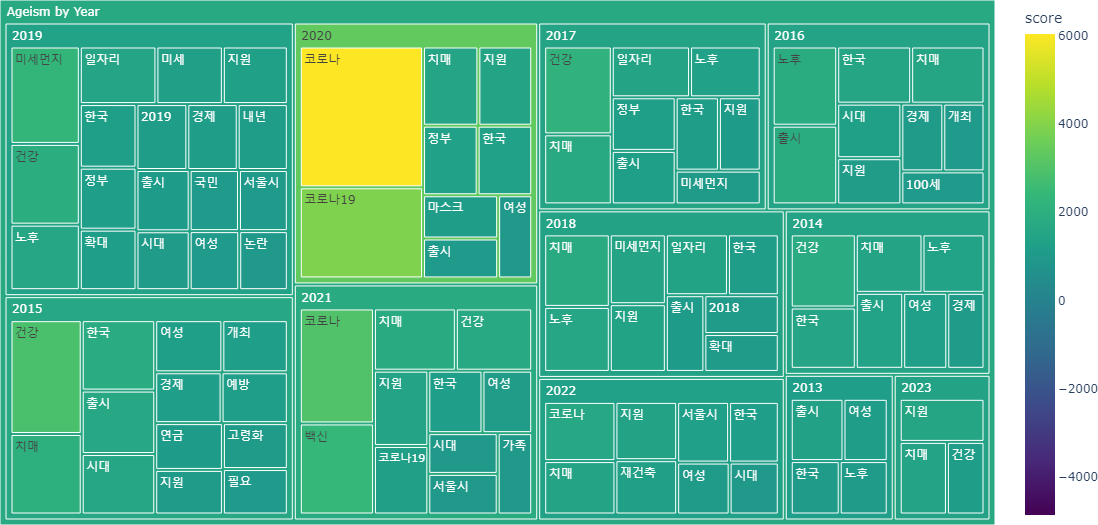 Ageism by Year
2019
미세먼지
일자리
미세
지원
한국
2019
경제
내년
건강
정부
출시
국민
서울시
노후
확대
시대
여성
논란
2020
코로나
치매
지원
정부
한국
코로나19
마스크
여성
출시
2017
건강
일자리
노후
정부
한국
지원
치매
출시
미세먼지
2016
노후
한국
치매
출시
시대
경제
개최
지원
100세
2015
건강
한국
여성
개최
경제
예방
출시
치매
연금
고령화
시대
지원
필요
2021
코로나
치매
건강
지원
한국
여성
백신
코로나19
시대
가족
서울시
2018
치매
미세먼지
일자리
한국
노후
지원
출시
2018
확대
2014
건강
치매
노후
한국
출시
여성
경제
2022
코로나
지원
서울시
한국
치매
재건축
여성
시대
2013
출시
여성
한국
노후
2023
지원
치매
건강
score
6000
4000
2000
0
−2000
−4000